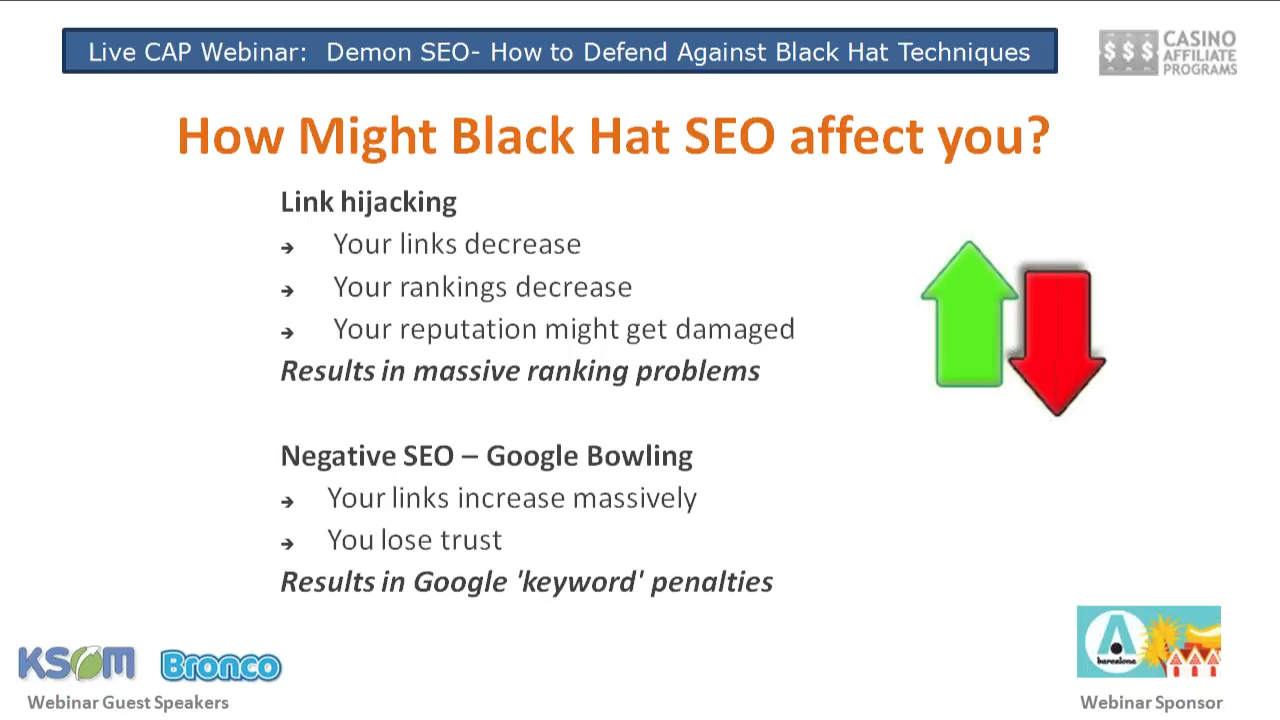 Live CAP Webinar: Demon SEO- How to Defend Against Black Hat Techniques
$ $ $
CASINO
AFFILIATE
PROGRAMS
How Might Black Hat SEO affect you?
Link hijacking
➔ Your links decrease
➔ Your rankings decrease
➔ Your reputation might get damaged
Results in massive ranking problems
Negative SEO – Google Bowling
➔ Your links increase massively
➔ You lose trust
Results in Google 'keyword' penalties
KSOM
Bronco
Webinar Guest Speakers
A
barcelona
Webinar Sponsor